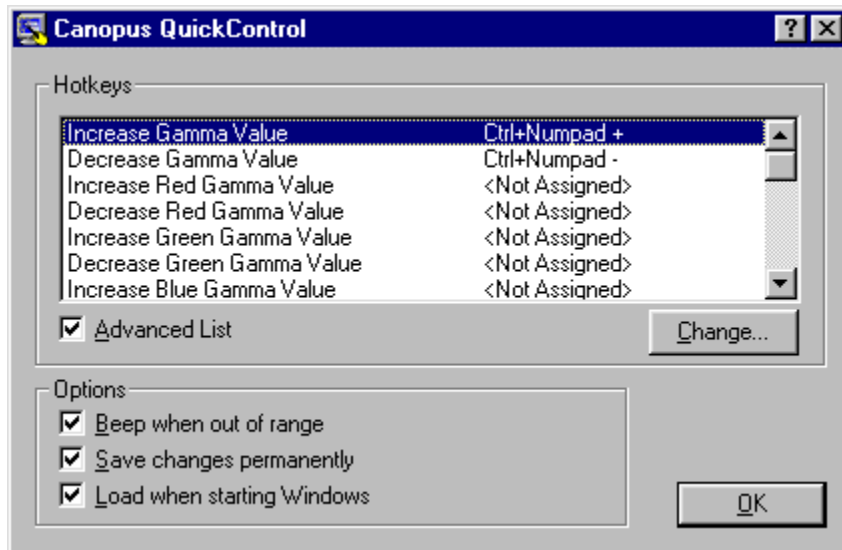 Canopus QuickControl
Hotkeys
Increase Gamma Value Ctrl+Numpad +
Decrease Gamma Value Ctrl+Numpad -
Increase Red Gamma Value <Not Assigned>
Decrease Red Gamma Value <Not Assigned>
Increase Green Gamma Value <Not Assigned>
Decrease Green Gamma Value <Not Assigned>
Increase Blue Gamma Value <Not Assigned>
Advanced List Change...
Options
Beep when out of range
Save changes permanently
Load when starting Windows
OK